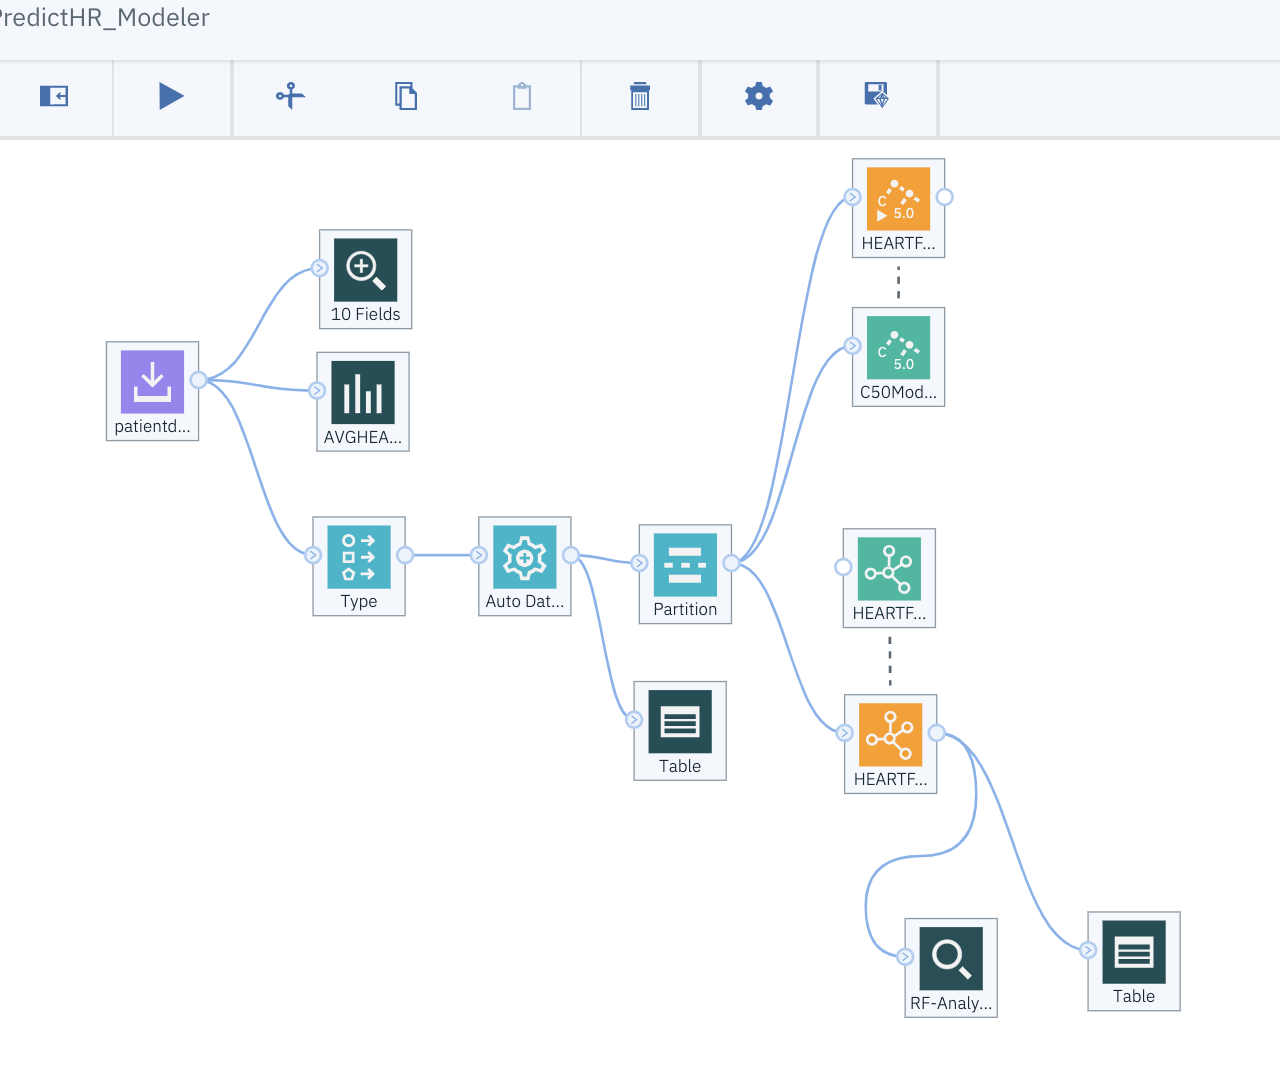 PredictHR_Modeler
C
5.0
HEARTF...
10 Fields
C
5.0
C50Mod...
patientd...
AVGHEA...
Type
Auto Dat...
Partition
HEARTF...
Table
HEARTF...
RF-Analy...
Table